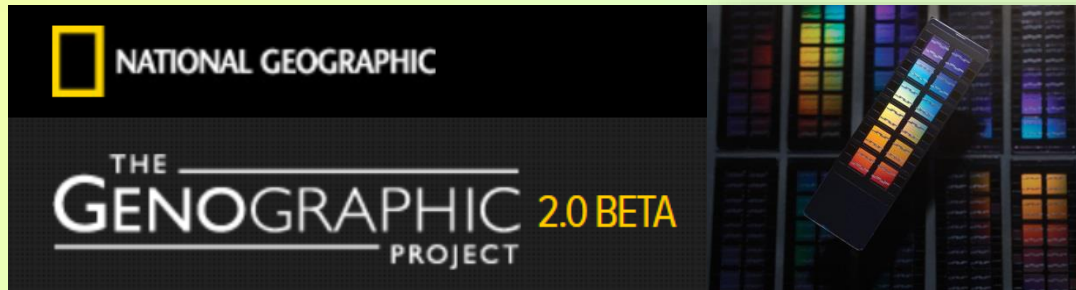 NATIONAL GEOGRAPHIC
THE
GENOGRAPHIC 2.0 BETA
PROJECT